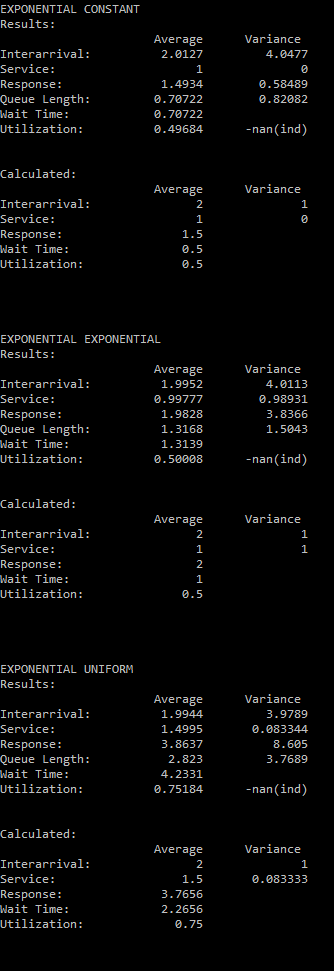 EXPONENTIAL CONSTANT
Results:
Average Variance
Interarrival: 2.0127 4.0477
Service: 1 0
Response: 1.4934 0.58489
Queue Length: 0.70722 0.82082
Wait Time: 0.70722
Utilization: 0.49684 -nan(ind)
Calculated:
Average Variance
Interarrival: 2 1
Service: 1 0
Response: 1.5
Wait Time: 0.5
Utilization: 0.5
EXPONENTIAL EXPONENTIAL
Results:
Average Variance
Interarrival: 1.9952 4.0113
Service: 0.99777 0.98931
Response: 1.9828 3.8366
Queue Length: 1.3168 1.5043
Wait Time: 1.3139
Utilization: 0.50008 -nan(ind)
Calculated:
Average Variance
Interarrival: 2 1
Service: 1 1
Response: 2
Wait Time: 1
Utilization: 0.5
EXPONENTIAL UNIFORM
Results:
Average Variance
Interarrival: 1.9944 3.9789
Service: 1.4995 0.083344
Response: 3.8637 8.605
Queue Length: 2.823 3.7689
Wait Time: 4.2331
Utilization: 0.75184 -nan(ind)
Calculated:
Average Variance
Interarrival: 2 1
Service: 1.5 0.083333
Response: 3.7656
Wait Time: 2.2656
Utilization: 0.75